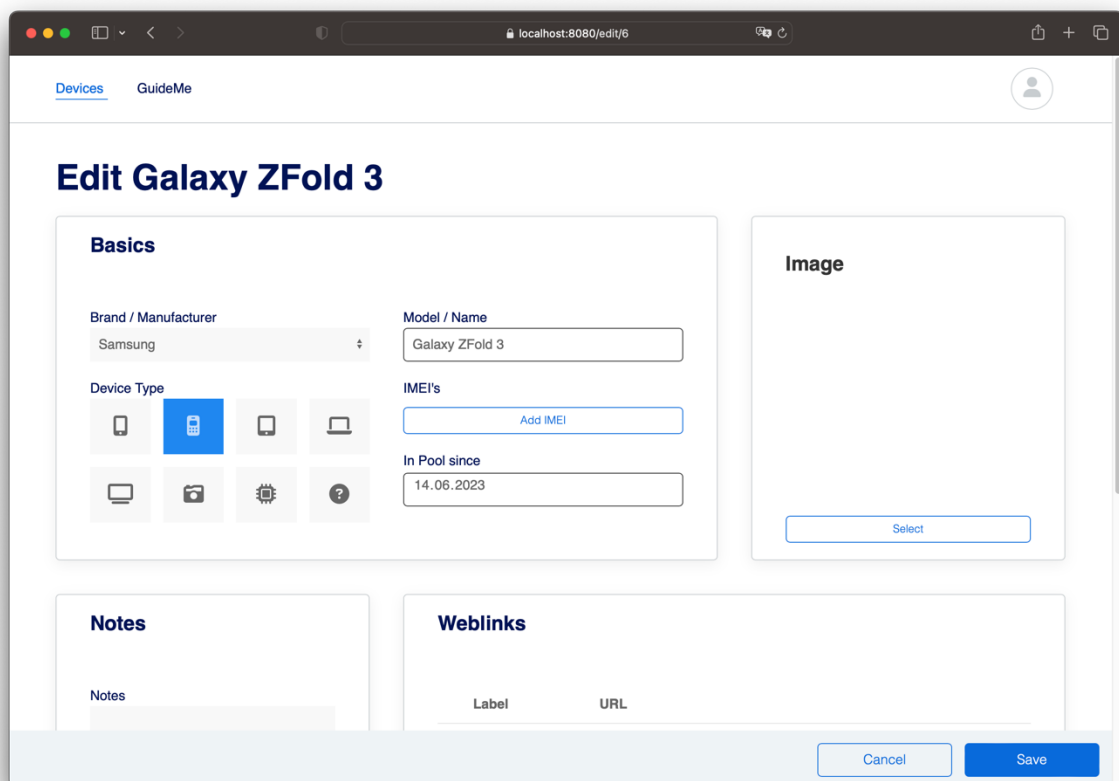 localhost:8080/edit/6
Devices GuideMe
Edit Galaxy ZFold 3
Basics
Brand / Manufacturer
Samsung
Model / Name
Galaxy ZFold 3
Device Type
IMEI's
Add IMEI
In Pool since
14.06.2023
?
Image
Select
Notes
Notes
Weblinks
Label URL
Cancel Save